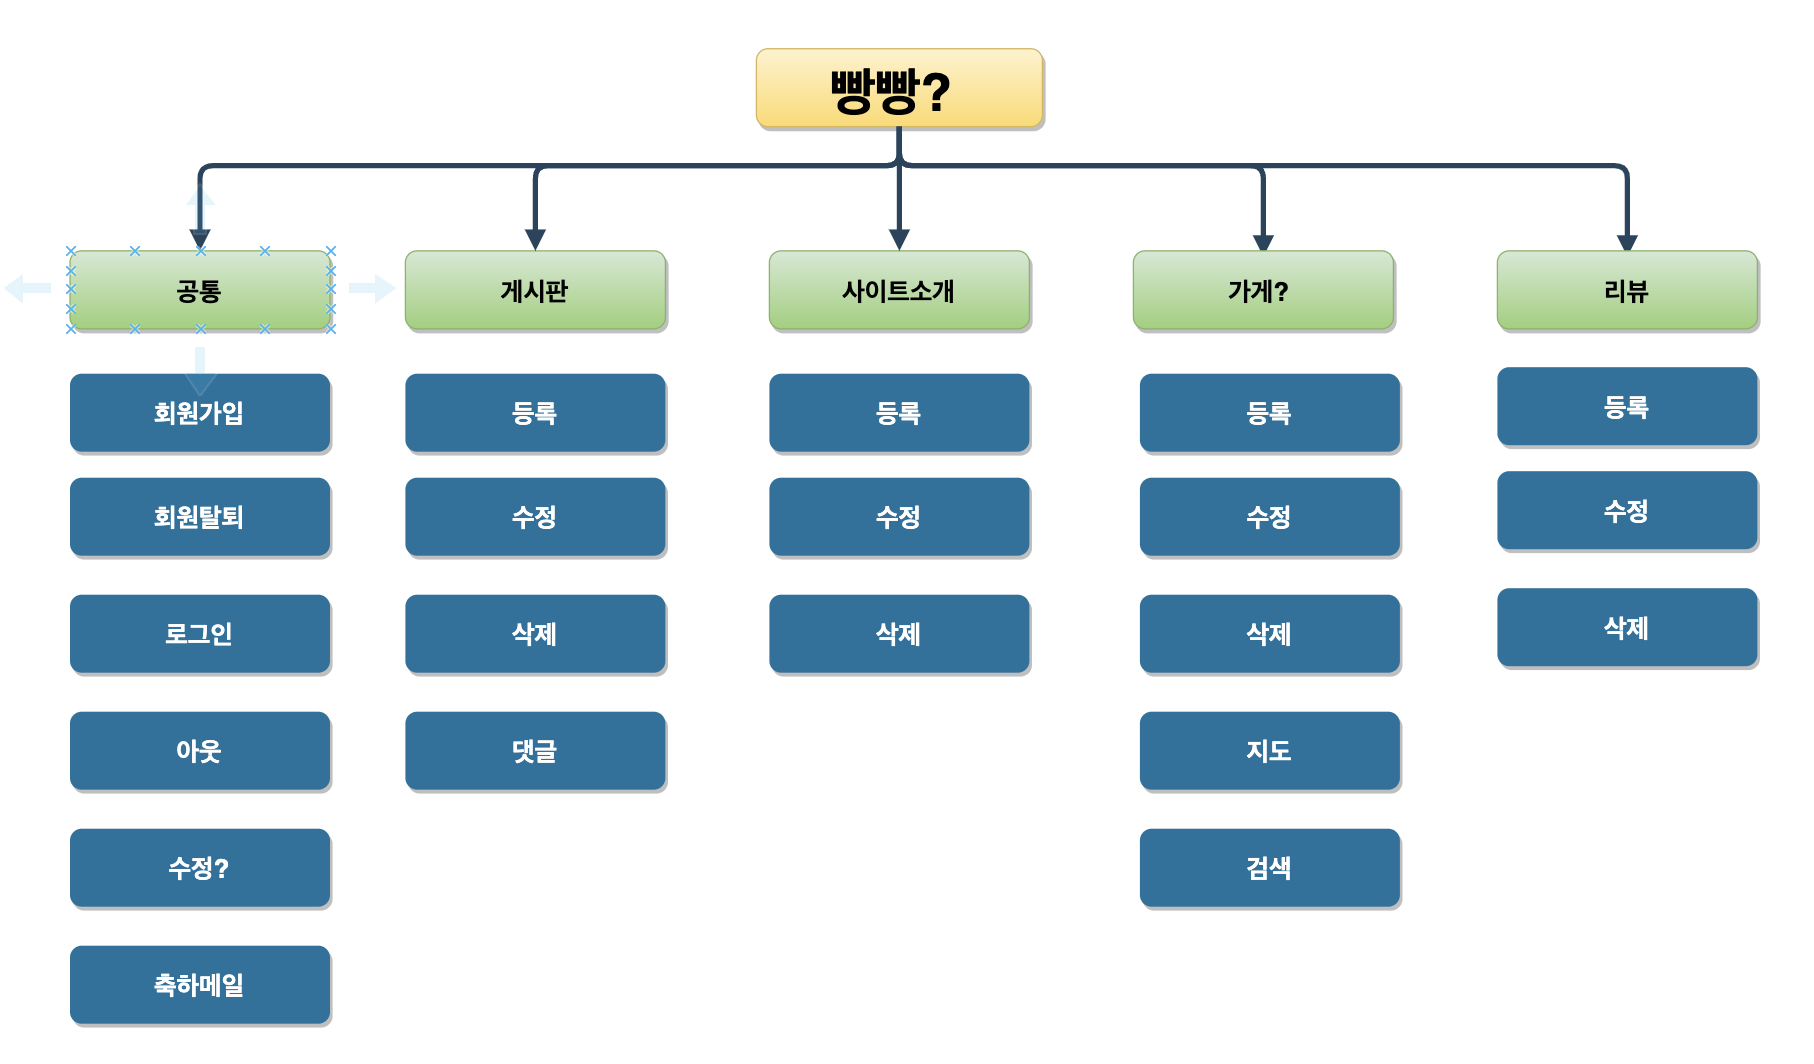 빵빵?
공통
게시판
사이트소개
가게?
리뷰
회원가입
등록
등록
등록
등록
회원탈퇴
수정
수정
수정
수정
로그인
삭제
삭제
삭제
삭제
아웃
댓글
지도
수정?
검색
축하메일